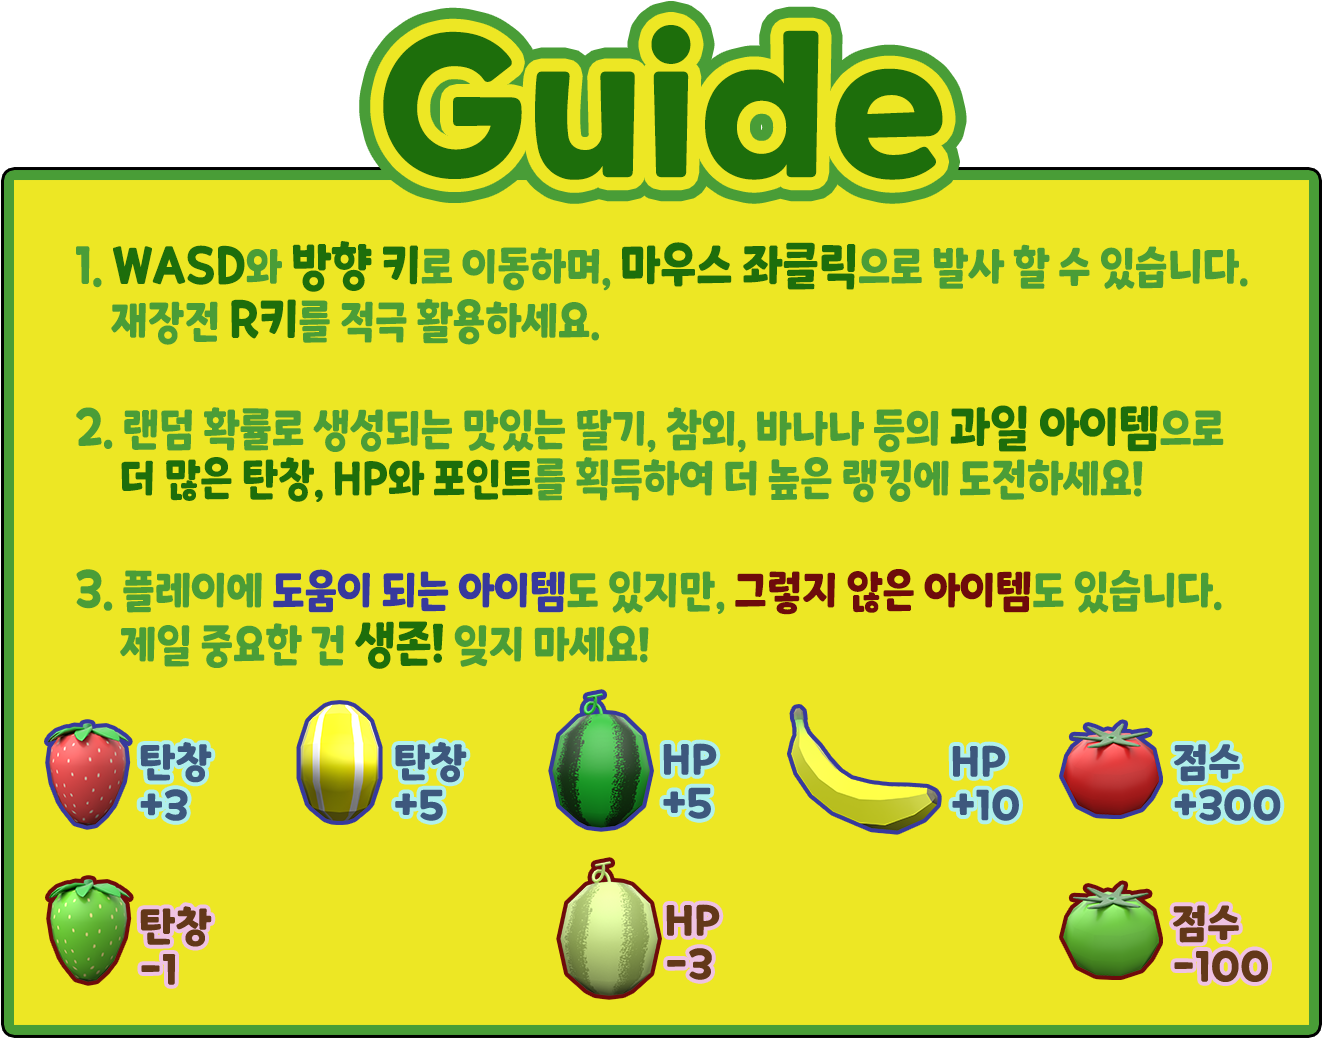 Guide
1. WASD와 방향 키로 이동하며, 마우스 좌클릭으로 발사 할 수 있습니다.
재장전 R키를 적극 활용하세요.
2. 랜덤 확률로 생성되는 맛있는 딸기, 참외, 바나나 등의 과일 아이템으로
더 많은 탄창, HP와 포인트를 획득하여 더 높은 랭킹에 도전하세요!
3. 플레이에 도움이 되는 아이템도 있지만, 그렇지 않은 아이템도 있습니다.
제일 중요한 건 생존! 잊지 마세요!
탄창
+3
탄창
+5
HP
+5
HP
+10
점수
+300
탄창
-1
HP
-3
점수
-100